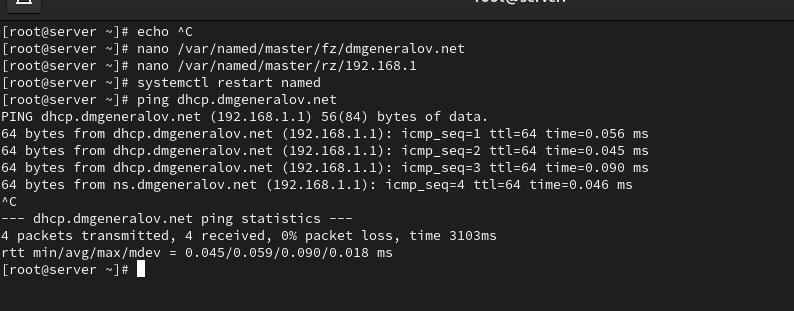 root@server:
[root@server ~]# echo ^C
[root@server ~]# nano /var/named/master/fz/dmgeneralov.net
[root@server ~]# nano /var/named/master/rz/192.168.1
[root@server ~]# systemctl restart named
[root@server ~]# ping dhcp.dmgeneralov.net
PING dhcp.dmgeneralov.net (192.168.1.1) 56(84) bytes of data.
64 bytes from dhcp.dmgeneralov.net (192.168.1.1): icmp_seq=1 ttl=64 time=0.056 ms
64 bytes from dhcp.dmgeneralov.net (192.168.1.1): icmp_seq=2 ttl=64 time=0.045 ms
64 bytes from dhcp.dmgeneralov.net (192.168.1.1): icmp_seq=3 ttl=64 time=0.090 ms
64 bytes from ns.dmgeneralov.net (192.168.1.1): icmp_seq=4 ttl=64 time=0.046 ms
^C
--- dhcp.dmgeneralov.net ping statistics ---
4 packets transmitted, 4 received, 0% packet loss, time 3103ms
rtt min/avg/max/mdev = 0.045/0.059/0.090/0.018 ms
[root@server ~]#